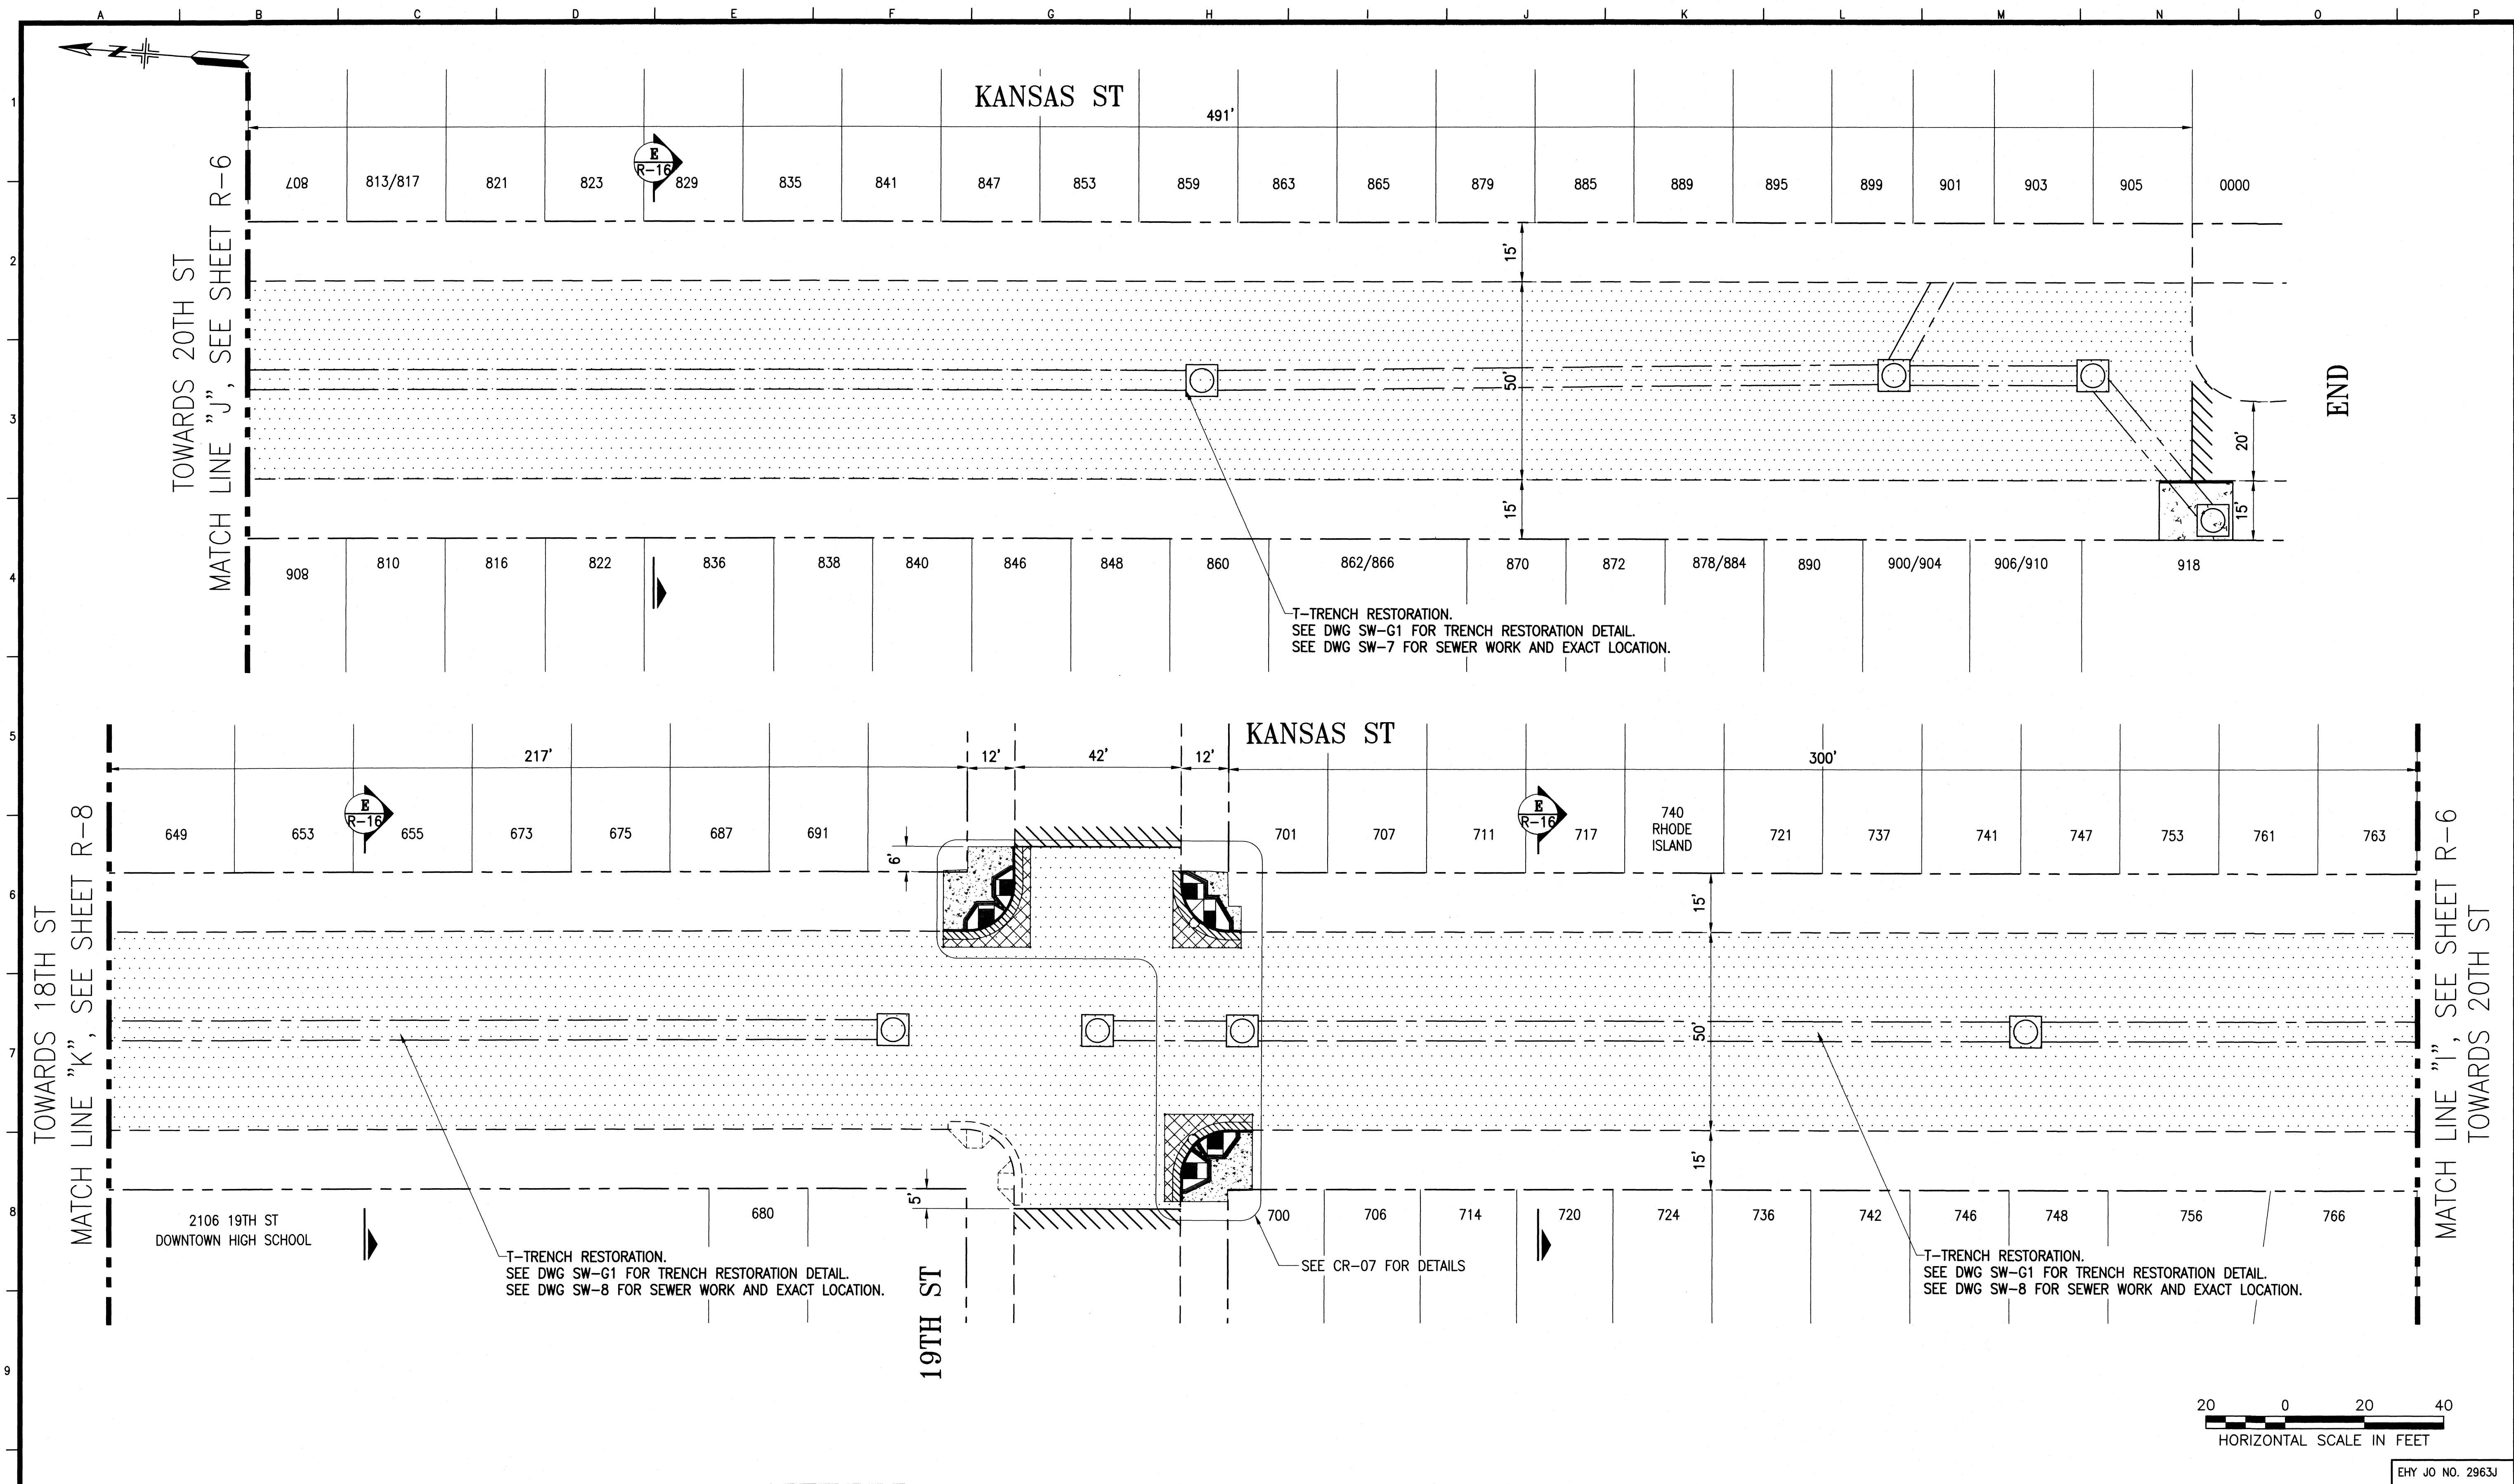 A B C D E F G H I J K L M N O P
1
2
3
4
5
6
7
8
9
N
KANSAS ST
491'
TOWARDS 20TH ST
MATCH LINE "J", SEE SHEET R-6
E
R-16
807 813/817 821 823 829 835 841 847 853 859 863 865 879 885 889 895 899 901 903 905 0000
15'
50'
15'
20'
15'
END
806 810 816 822 836 838 840 846 848 860 862/866 870 872 878/884 890 900/904 906/910 918
T-TRENCH RESTORATION.
SEE DWG SW-G1 FOR TRENCH RESTORATION DETAIL.
SEE DWG SW-7 FOR SEWER WORK AND EXACT LOCATION.
KANSAS ST
217' 12' 42' 12' 300'
TOWARDS 18TH ST
MATCH LINE "K", SEE SHEET R-8
E
R-16
E
R-16
649 653 655 673 675 687 691 701 707 711 717
740
RHODE
ISLAND
721 737 741 747 753 761 763
6'
15'
50'
15'
5'
MATCH LINE "I", SEE SHEET R-6
TOWARDS 20TH ST
2106 19TH ST
DOWNTOWN HIGH SCHOOL
680 700 706 714 720 724 736 742 746 748 756 766
T-TRENCH RESTORATION.
SEE DWG SW-G1 FOR TRENCH RESTORATION DETAIL.
SEE DWG SW-8 FOR SEWER WORK AND EXACT LOCATION.
19TH ST
SEE CR-07 FOR DETAILS
T-TRENCH RESTORATION.
SEE DWG SW-G1 FOR TRENCH RESTORATION DETAIL.
SEE DWG SW-8 FOR SEWER WORK AND EXACT LOCATION.
20 0 20 40
HORIZONTAL SCALE IN FEET
EHY JO NO. 2963J